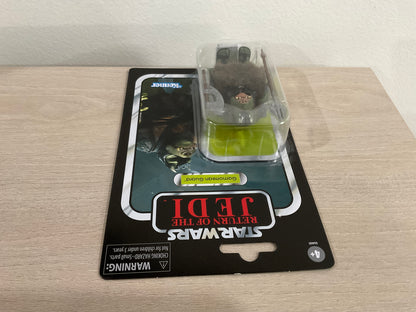 STAR WARS
RETURN OF THE
JEDI
Gamorrean Guard
Kenner
WARNING:
CHOKING HAZARD–Small parts.
Not for children under 3 years.
4+